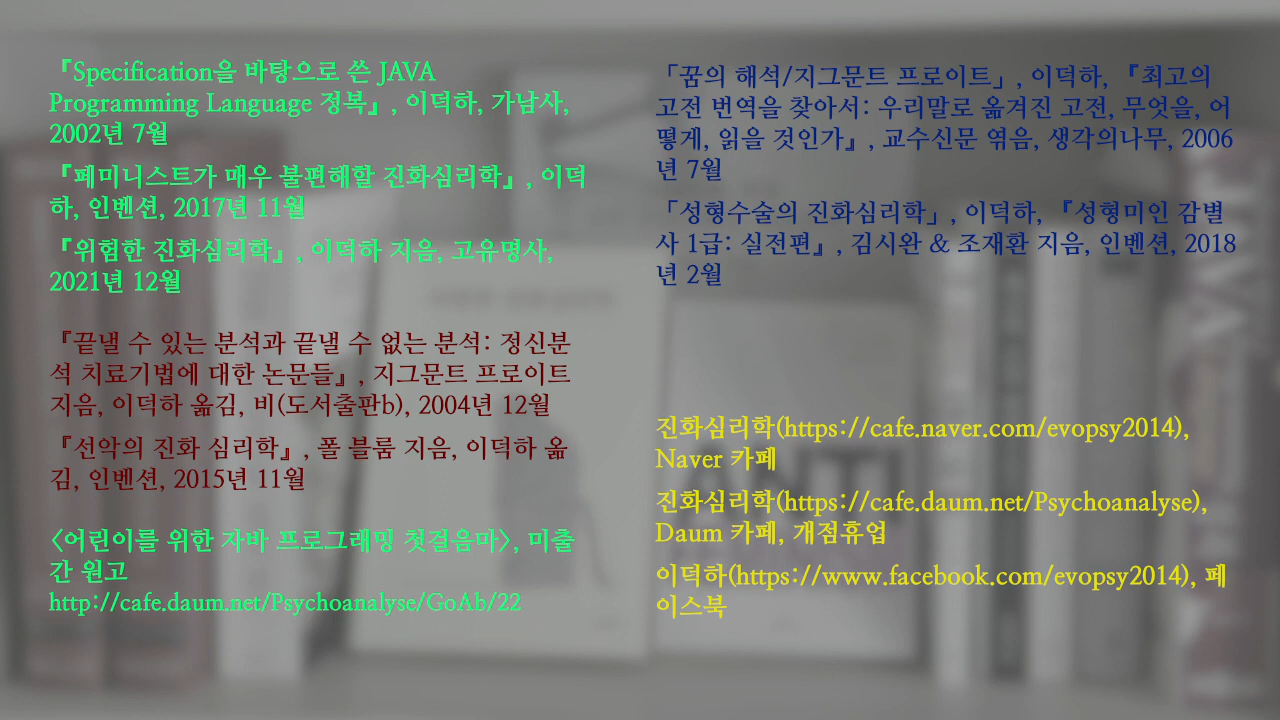 『Specification을 바탕으로 쓴 JAVA
Programming Language 정복』, 이덕하, 가남사,
2002년 7월
『페미니스트가 매우 불편해할 진화심리학』, 이덕
하, 인벤션, 2017년 11월
『위험한 진화심리학』, 이덕하 지음, 고유명사,
2021년 12월
『끝낼 수 있는 분석과 끝낼 수 없는 분석: 정신분
석 치료기법에 대한 논문들』, 지그문트 프로이트
지음, 이덕하 옮김, 비(도서출판b), 2004년 12월
『선악의 진화 심리학』, 폴 블룸 지음, 이덕하 옮
김, 인벤션, 2015년 11월
<어린이를 위한 자바 프로그래밍 첫걸음마>, 미출
간 원고
http://cafe.daum.net/Psychoanalyse/GoAb/22
「꿈의 해석/지그문트 프로이트」, 이덕하, 『최고의
고전 번역을 찾아서: 우리말로 옮겨진 고전, 무엇을, 어
떻게, 읽을 것인가』, 교수신문 엮음, 생각의나무, 2006
년 7월
「성형수술의 진화심리학」, 이덕하, 『성형미인 감별
사 1급: 실전편』, 김시완 & 조재환 지음, 인벤션, 2018
년 2월
진화심리학(https://cafe.naver.com/evopsy2014),
Naver 카페
진화심리학(https://cafe.daum.net/Psychoanalyse),
Daum 카페, 개점휴업
이덕하(https://www.facebook.com/evopsy2014), 페
이스북